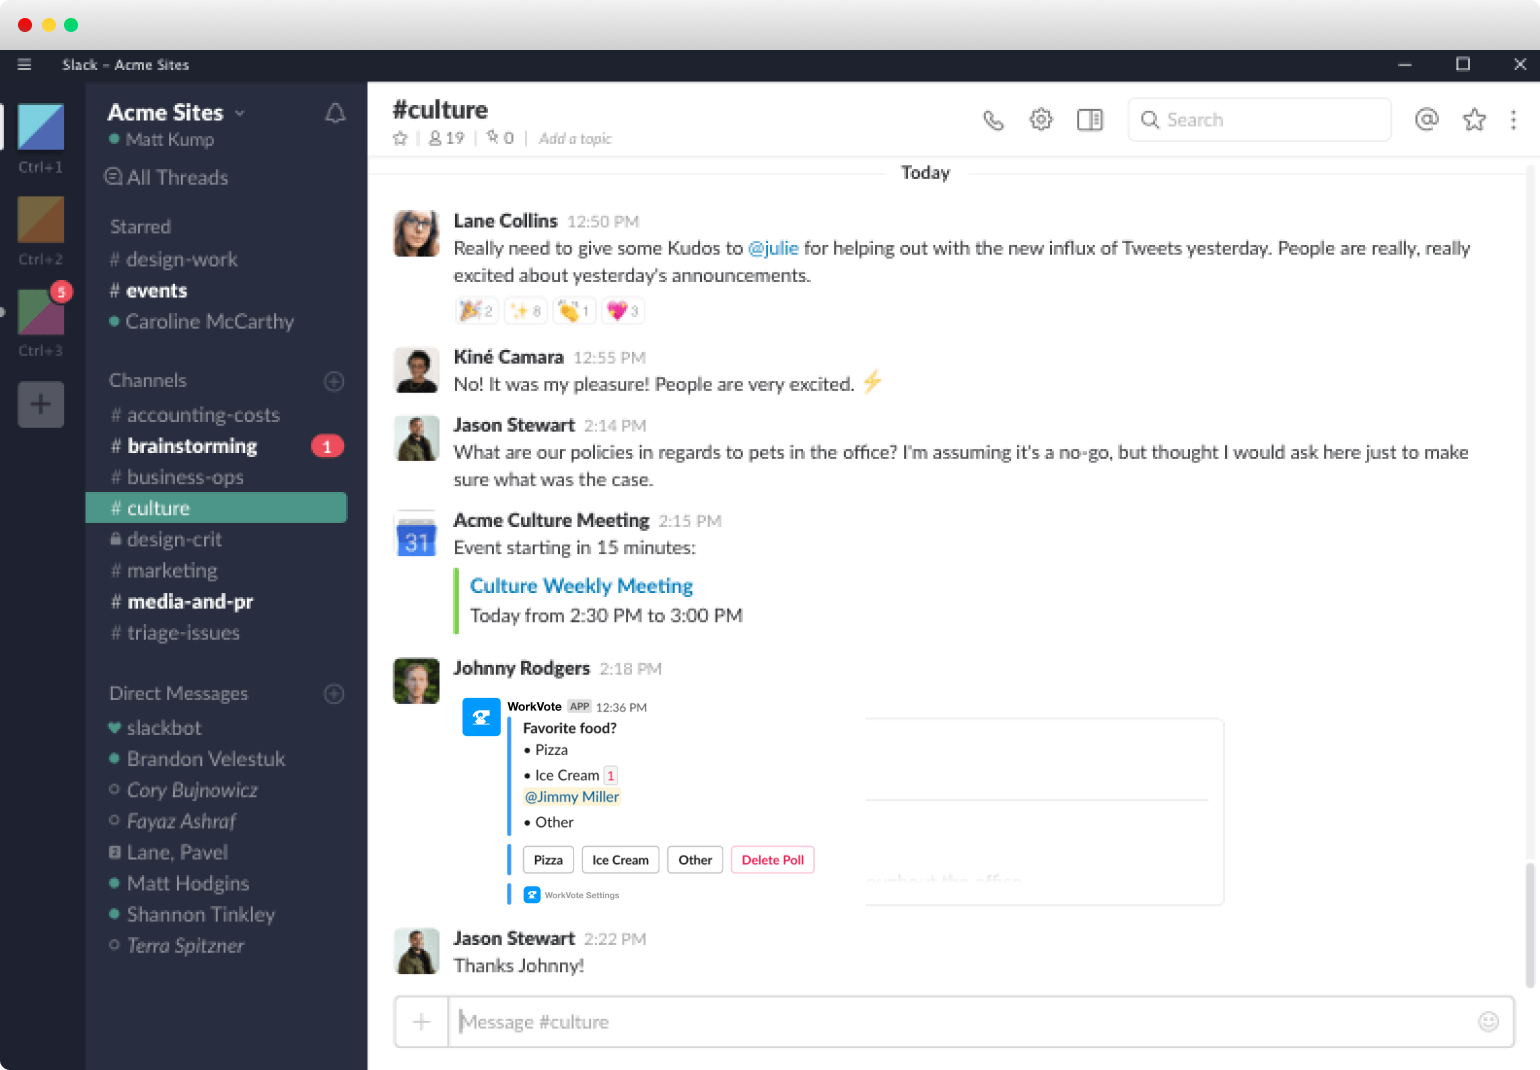 Slack – Acme Sites
Acme Sites
Matt Kump
All Threads
Ctrl+1
Ctrl+2
5
Ctrl+3
Starred
# design-work
# events
Caroline McCarthy
Channels
# accounting-costs
# brainstorming 1
# business-ops
# culture
design-crit
# marketing
# media-and-pr
# triage-issues
Direct Messages
slackbot
Brandon Velestuk
Cory Bujnowicz
Fayaz Ashraf
2 Lane, Pavel
Matt Hodgins
Shannon Tinkley
Terra Spitzner
#culture
19 | 0 | Add a topic
Search
Today
Lane Collins 12:50 PM
Really need to give some Kudos to @julie for helping out with the new influx of Tweets yesterday. People are really, really
excited about yesterday's announcements.
2 8 1 3
Kiné Camara 12:55 PM
No! It was my pleasure! People are very excited. ⚡
Jason Stewart 2:14 PM
What are our policies in regards to pets in the office? I'm assuming it's a no-go, but thought I would ask here just to make
sure what was the case.
31
Acme Culture Meeting 2:15 PM
Event starting in 15 minutes:
Culture Weekly Meeting
Today from 2:30 PM to 3:00 PM
Johnny Rodgers 2:18 PM
WorkVote APP 12:36 PM
Favorite food?
• Pizza
• Ice Cream 1
@Jimmy Miller
• Other
Pizza Ice Cream Other Delete Poll
WorkVote Settings
the office
Jason Stewart 2:22 PM
Thanks Johnny!
Message #culture